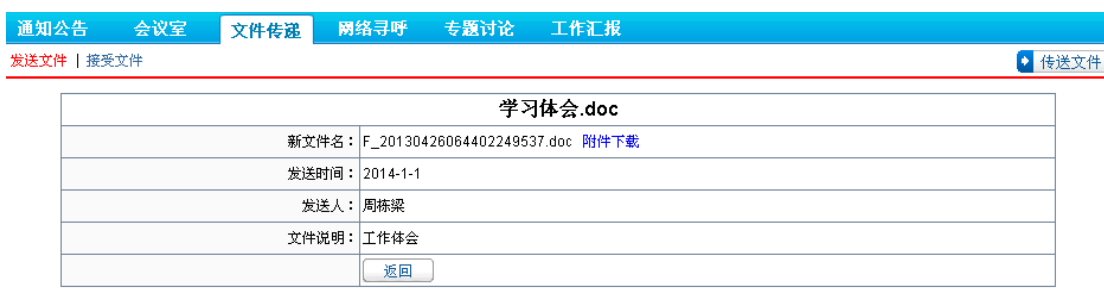 通知公告 会议室 文件传递 网络寻呼 专题讨论 工作汇报
发送文件 | 接受文件 传送文件
学习体会.doc
新文件名： F_20130426064402249537.doc 附件下载
发送时间： 2014-1-1
发送人： 周栋梁
文件说明： 工作体会
返回